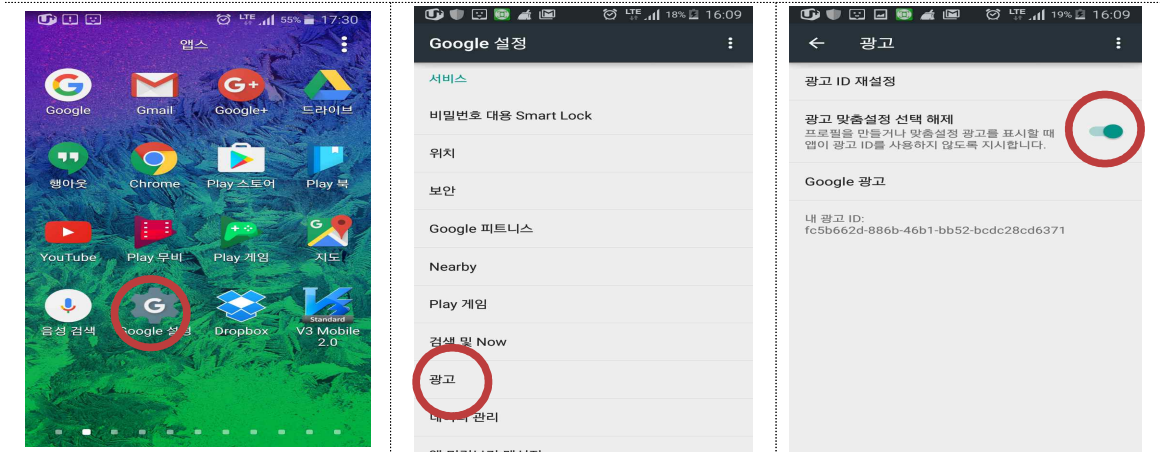 LTE 55% 17:30
앱스
Google Gmail Google+ 드라이브
행아웃 Chrome Play 스토어 Play 북
YouTube Play 무비 Play 게임 지도
음성 검색 Google 설정 Dropbox V3 Mobile
2.0
Standard
LTE 18% 16:09
Google 설정
서비스
비밀번호 대용 Smart Lock
위치
보안
Google 피트니스
Nearby
Play 게임
검색 및 Now
광고
데이터 관리
LTE 19% 16:09
광고
광고 ID 재설정
광고 맞춤설정 선택 해제
프로필을 만들거나 맞춤설정 광고를 표시할 때
앱이 광고 ID를 사용하지 않도록 지시합니다.
Google 광고
내 광고 ID:
fc5b662d-886b-46b1-bb52-bcdc28cd6371